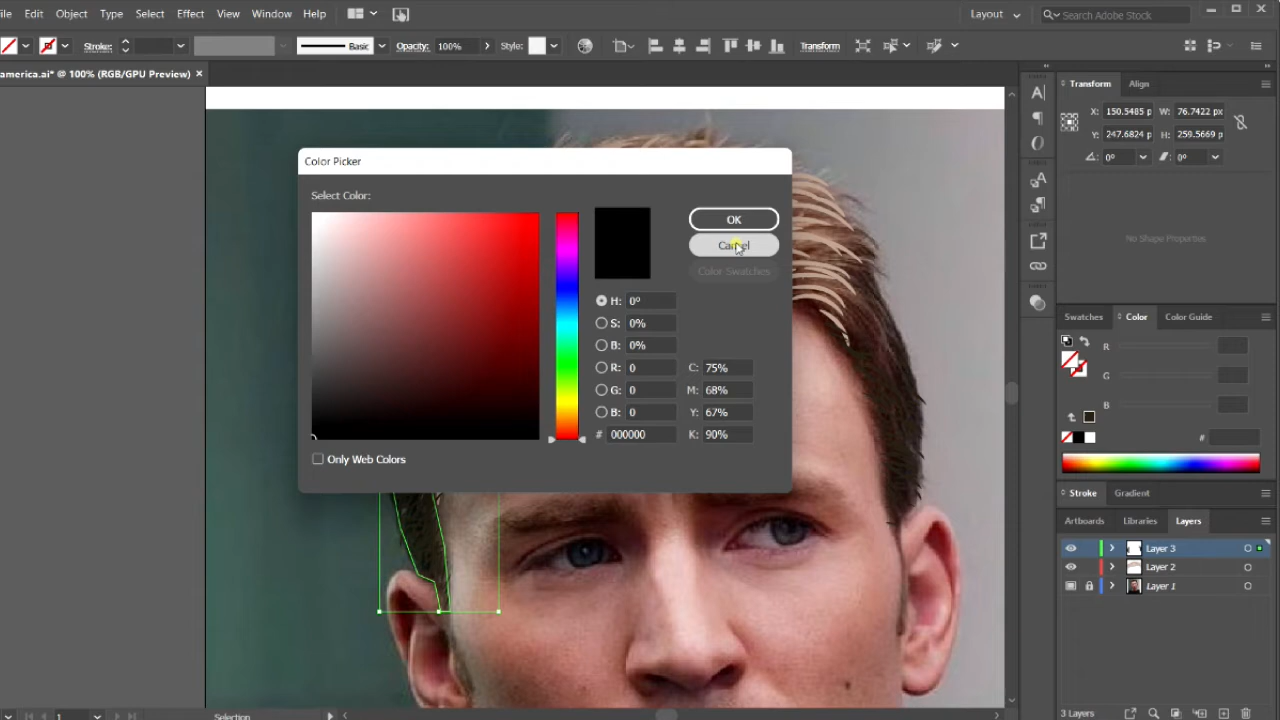 ile Edit Object Type Select Effect View Window Help
Layout
Search Adobe Stock
Stroke:
Basic
Opacity: 100%
Style:
Transform
america.ai* @ 100% (RGB/GPU Preview) ×
Transform Align
X: 150.5485 p W: 76.7422 px
Y: 247.6824 p H: 259.5669 px
0° 0°
No Shape Properties
Color Picker
Select Color:
OK
Cancel
Color Swatches
H: 0°
S: 0%
B: 0%
R: 0 C: 75%
G: 0 M: 68%
B: 0 Y: 67%
# 000000 K: 90%
Only Web Colors
Swatches Color Color Guide
R
G
B
#
Stroke Gradient
Artboards Libraries Layers
Layer 3
Layer 2
Layer 1
1 Selection
3 Layers